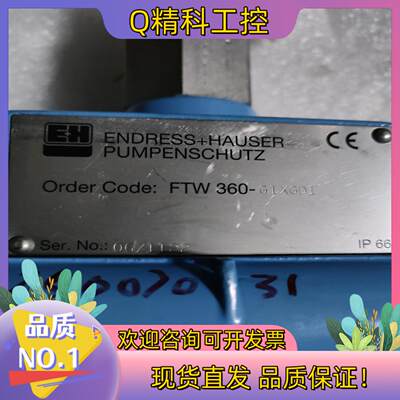 Q精科工控
E+H
ENDRESS+HAUSER
PUMPENSCHUTZ
CE
Order Code: FTW 360-
Ser. No.:
IP 66
31
品质
NO.1
欢迎咨询可开发票
现货直发 品质保证!